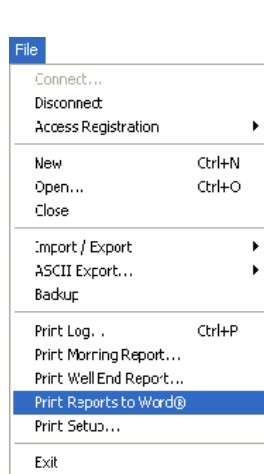 File
Connect...
Disconnect
Access Registration
New Ctrl+N
Open... Ctrl+O
Close
Import / Export
ASCII Export...
Backup
Print Log... Ctrl+P
Print Morning Report...
Print Well End Report...
Print Reports to Word®
Print Setup...
Exit